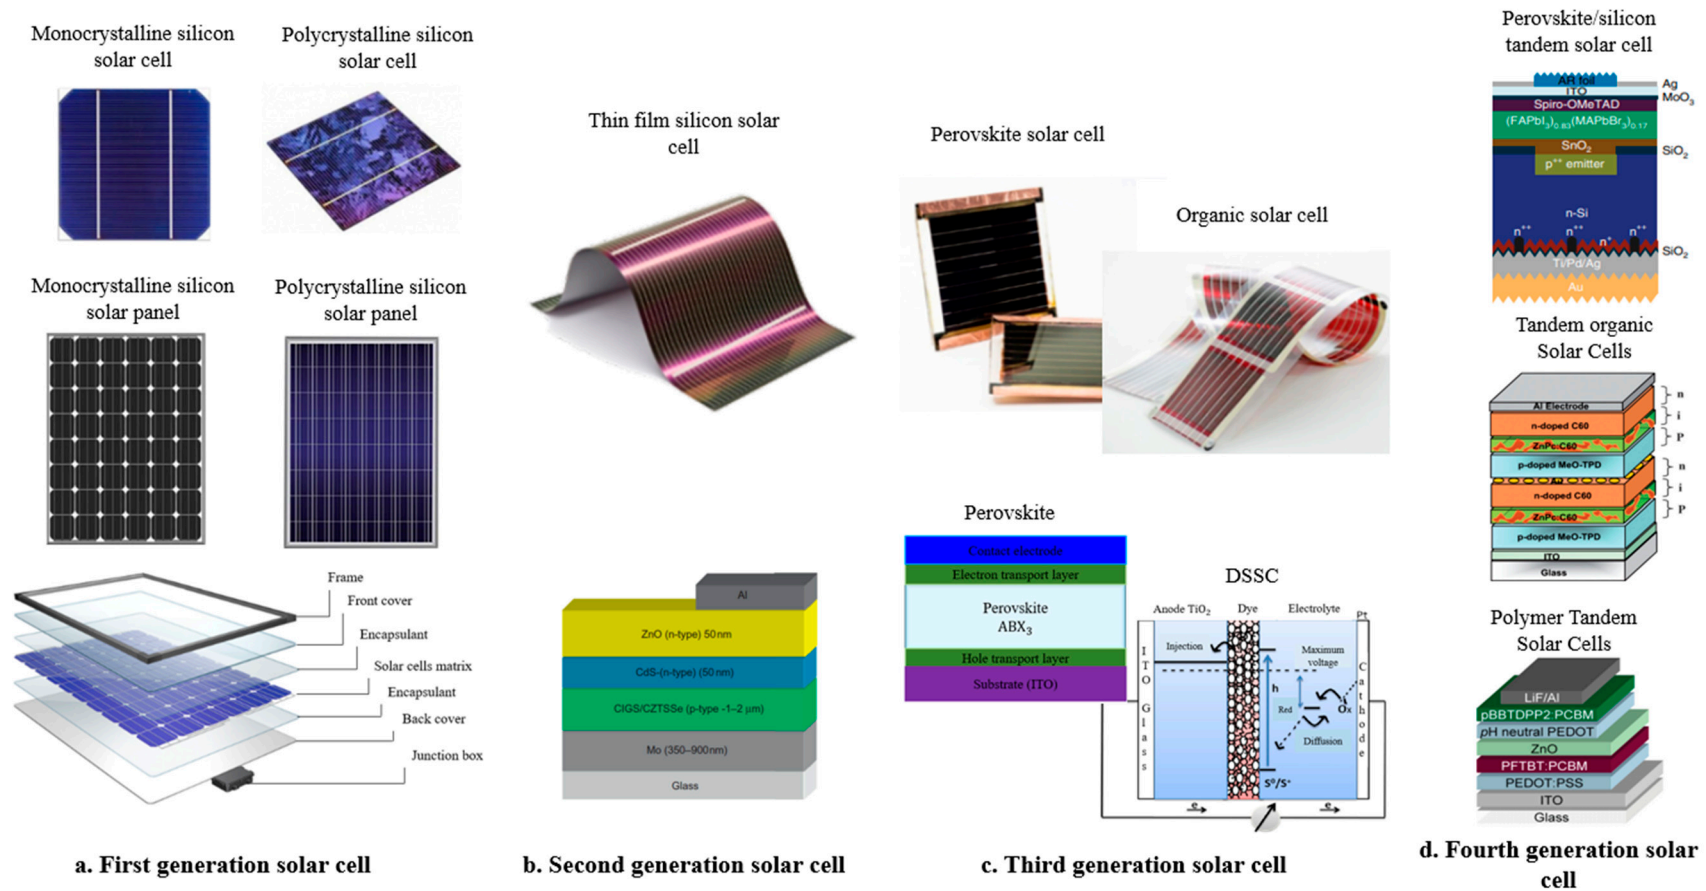 Monocrystalline silicon
solar cell
Polycrystalline silicon
solar cell
Monocrystalline silicon
solar panel
Polycrystalline silicon
solar panel
Frame
Front cover
Encapsulant
Solar cells matrix
Encapsulant
Back cover
Junction box
a. First generation solar cell
Thin film silicon solar
cell
Al
ZnO (n-type) 50nm
CdS-(n-type) (50nm)
CIGS/CZTSSe (p-type -1–2 μm)
Mo (350–900nm)
Glass
b. Second generation solar cell
Perovskite solar cell
Organic solar cell
Perovskite
Contact electrode
Electron transport layer
Perovskite
ABX₃
Hole transport layer
Substrate (ITO)
DSSC
Anode TiO₂
Dye
Electrolyte
Pt
ITO Glass
Injection
Maximum
voltage
h
Red
Ox
Diffusion
S⁰/S⁺
Cathode
e
e
c. Third generation solar cell
Perovskite/silicon
tandem solar cell
AR foil
Ag
ITO
MoO₃
Spiro-OMeTAD
(FAPbI₃)₀.₈₃(MAPbBr₃)₀.₁₇
SnO₂
SiO₂
p⁺⁺ emitter
n-Si
n⁺⁺
n⁺⁺
n⁺
n⁺⁺
SiO₂
Ti/Pd/Ag
Au
Tandem organic
Solar Cells
Al Electrode
n
n-doped C60
i
ZnPc:C60
P
p-doped MeO-TPD
n
Au
n-doped C60
i
ZnPc:C60
P
p-doped MeO-TPD
ITO
Glass
Polymer Tandem
Solar Cells
LiF/Al
pBBTDPP2:PCBM
pH neutral PEDOT
ZnO
PFTBT:PCBM
PEDOT:PSS
ITO
Glass
d. Fourth generation solar
cell